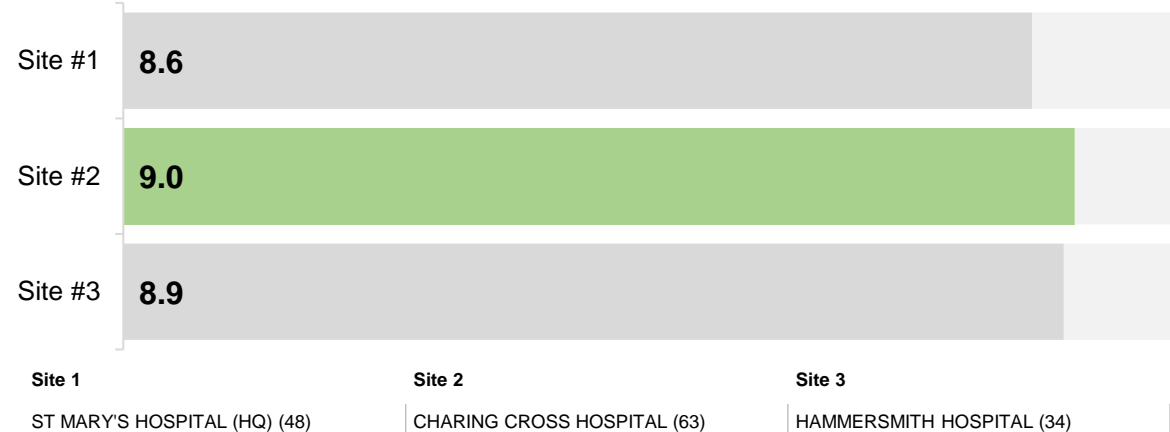 Site #1 8.6
Site #2 9.0
Site #3 8.9
Site 1 Site 2 Site 3
ST MARY'S HOSPITAL (HQ) (48) CHARING CROSS HOSPITAL (63) HAMMERSMITH HOSPITAL (34)